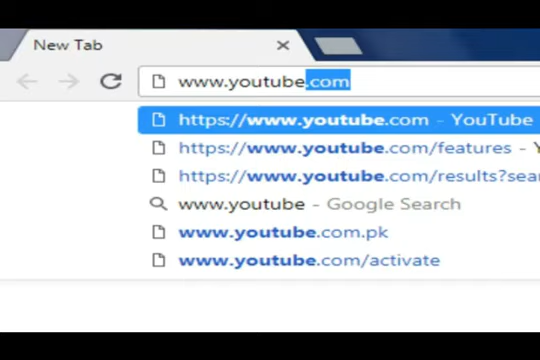 New Tab
www.youtube.com
https://www.youtube.com - YouTube
https://www.youtube.com/features -
https://www.youtube.com/results?sear
www.youtube - Google Search
www.youtube.com.pk
www.youtube.com/activate